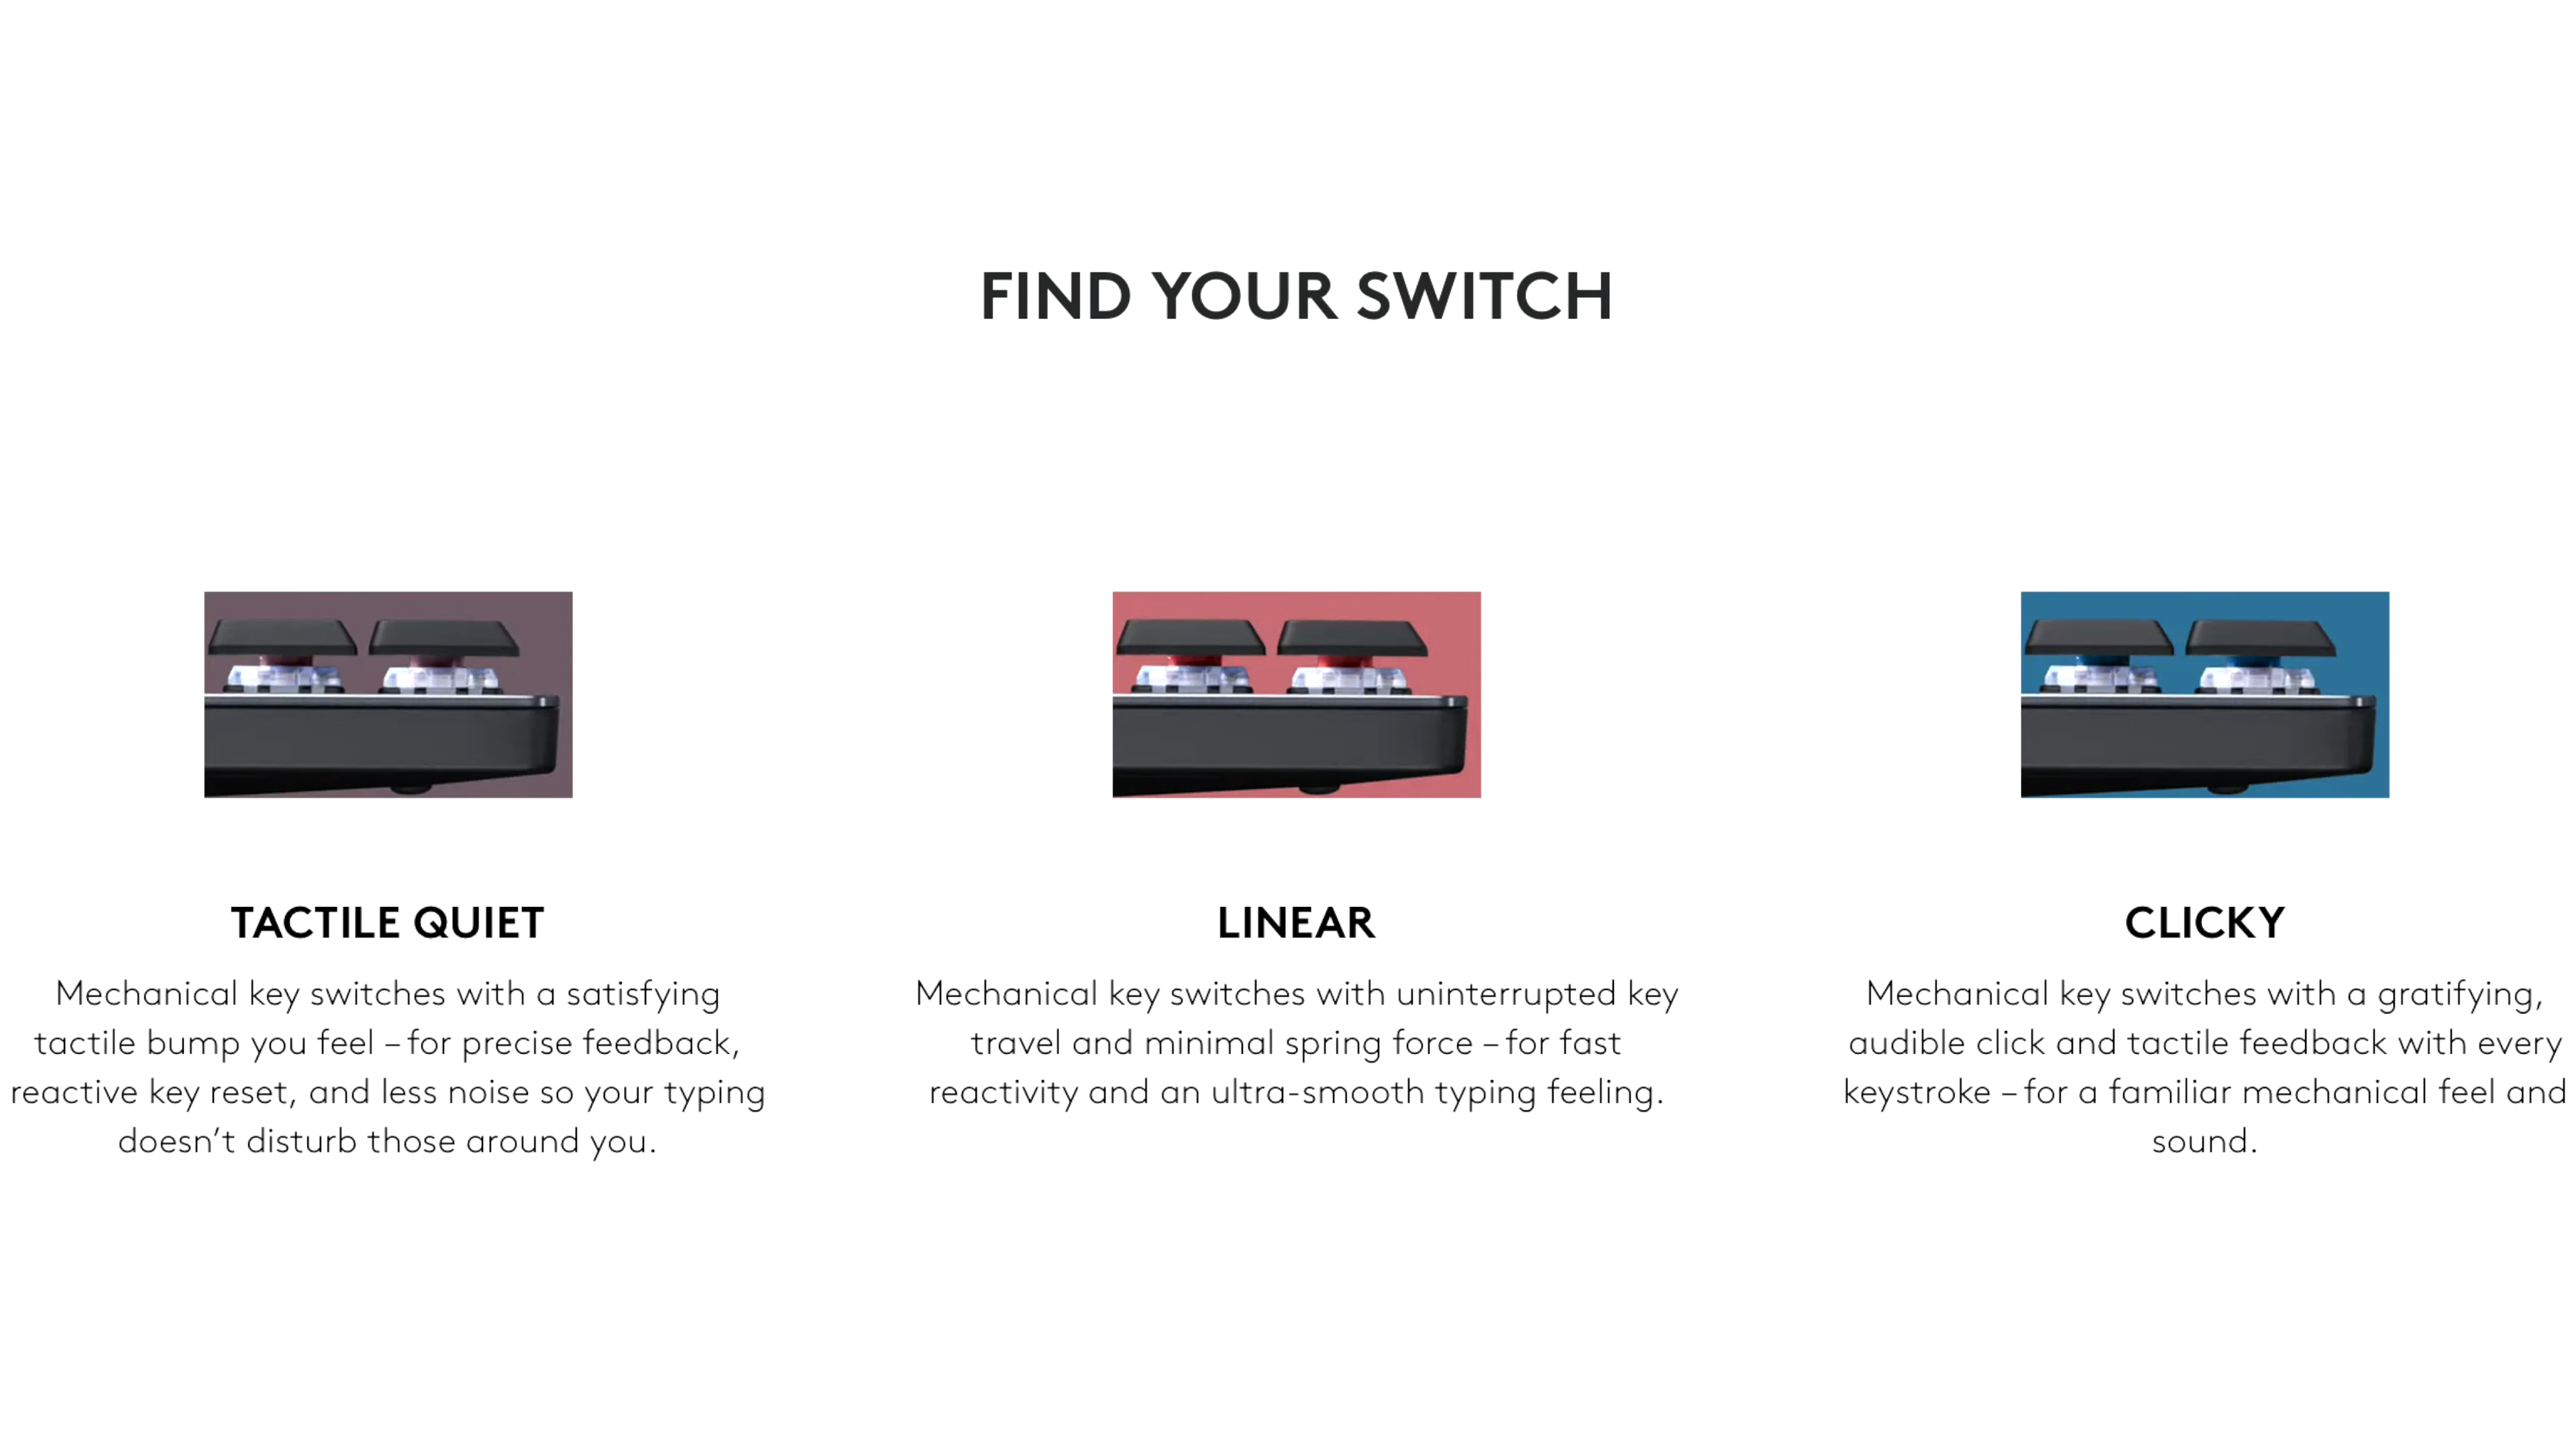 FIND YOUR SWITCH
TACTILE QUIET
Mechanical key switches with a satisfying
tactile bump you feel – for precise feedback,
reactive key reset, and less noise so your typing
doesn’t disturb those around you.
LINEAR
Mechanical key switches with uninterrupted key
travel and minimal spring force – for fast
reactivity and an ultra-smooth typing feeling.
CLICKY
Mechanical key switches with a gratifying,
audible click and tactile feedback with every
keystroke – for a familiar mechanical feel and
sound.